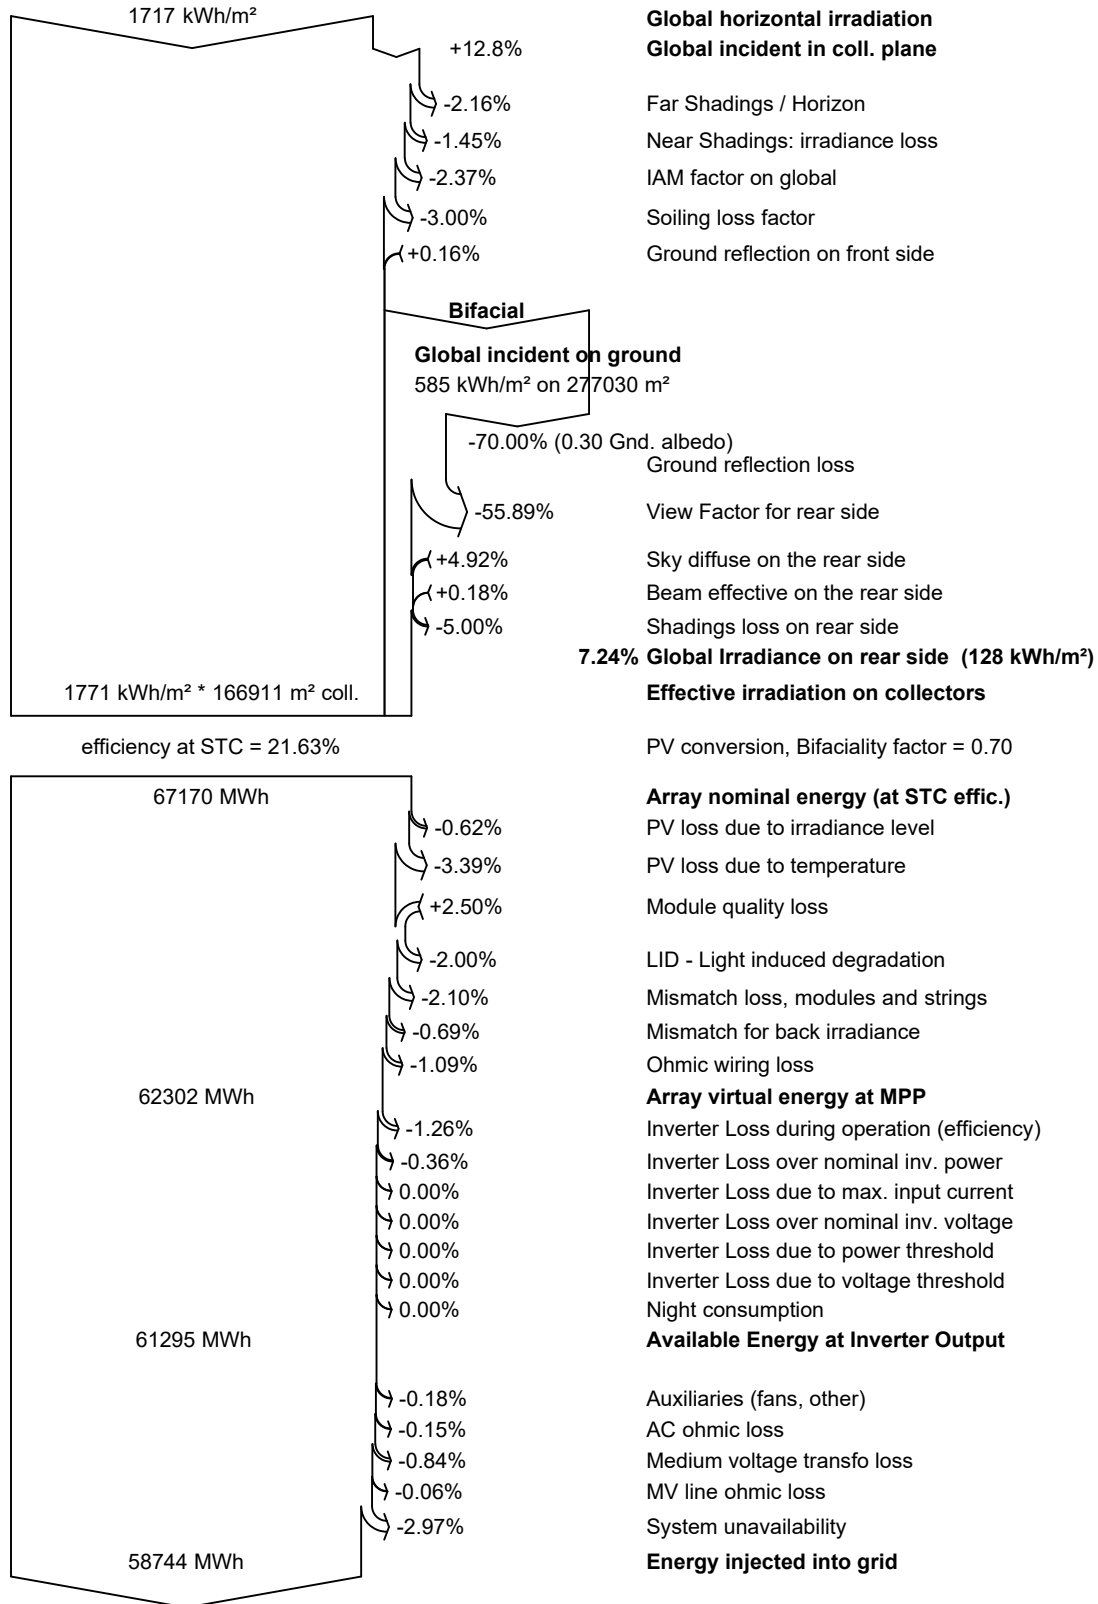 1717 kWh/m² Global horizontal irradiation
+12.8% Global incident in coll. plane
-2.16% Far Shadings / Horizon
-1.45% Near Shadings: irradiance loss
-2.37% IAM factor on global
-3.00% Soiling loss factor
+0.16% Ground reflection on front side
Bifacial
Global incident on ground
585 kWh/m² on 277030 m²
-70.00% (0.30 Gnd. albedo)
Ground reflection loss
-55.89% View Factor for rear side
+4.92% Sky diffuse on the rear side
+0.18% Beam effective on the rear side
-5.00% Shadings loss on rear side
7.24% Global Irradiance on rear side (128 kWh/m²)
1771 kWh/m² * 166911 m² coll. Effective irradiation on collectors
efficiency at STC = 21.63% PV conversion, Bifaciality factor = 0.70
67170 MWh Array nominal energy (at STC effic.)
-0.62% PV loss due to irradiance level
-3.39% PV loss due to temperature
+2.50% Module quality loss
-2.00% LID - Light induced degradation
-2.10% Mismatch loss, modules and strings
-0.69% Mismatch for back irradiance
-1.09% Ohmic wiring loss
62302 MWh Array virtual energy at MPP
-1.26% Inverter Loss during operation (efficiency)
-0.36% Inverter Loss over nominal inv. power
0.00% Inverter Loss due to max. input current
0.00% Inverter Loss over nominal inv. voltage
0.00% Inverter Loss due to power threshold
0.00% Inverter Loss due to voltage threshold
0.00% Night consumption
61295 MWh Available Energy at Inverter Output
-0.18% Auxiliaries (fans, other)
-0.15% AC ohmic loss
-0.84% Medium voltage transfo loss
-0.06% MV line ohmic loss
-2.97% System unavailability
58744 MWh Energy injected into grid